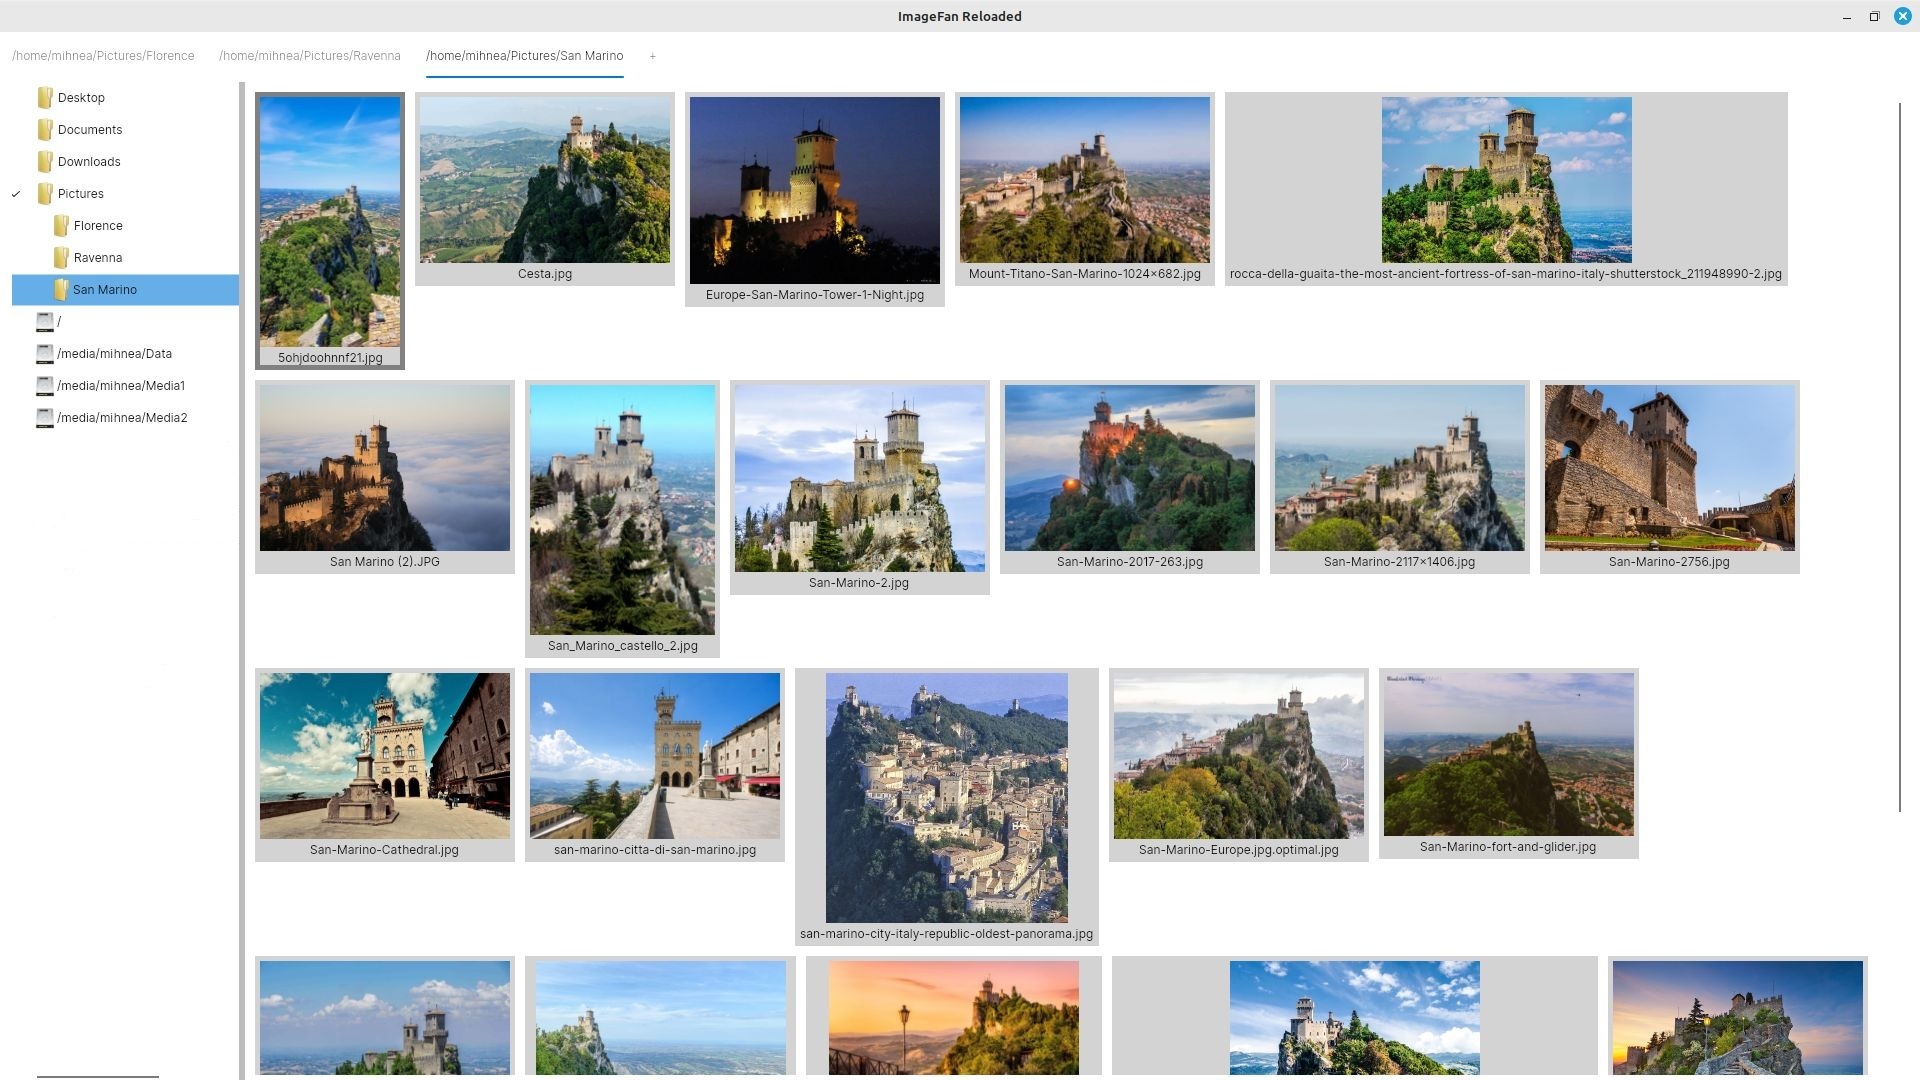 ImageFan Reloaded
/home/mihnea/Pictures/Florence
/home/mihnea/Pictures/Ravenna
/home/mihnea/Pictures/San Marino
+
Desktop
Documents
Downloads
Pictures
Florence
Ravenna
San Marino
/
/media/mihnea/Data
/media/mihnea/Media1
/media/mihnea/Media2
5ohjdoohnnf21.jpg
Cesta.jpg
Europe-San-Marino-Tower-1-Night.jpg
Mount-Titano-San-Marino-1024×682.jpg
rocca-della-guaita-the-most-ancient-fortress-of-san-marino-italy-shutterstock_211948990-2.jpg
San Marino (2).JPG
San_Marino_castello_2.jpg
San-Marino-2.jpg
San-Marino-2017-263.jpg
San-Marino-2117×1406.jpg
San-Marino-2756.jpg
San-Marino-Cathedral.jpg
san-marino-citta-di-san-marino.jpg
san-marino-city-italy-republic-oldest-panorama.jpg
San-Marino-Europe.jpg.optimal.jpg
San-Marino-fort-and-glider.jpg